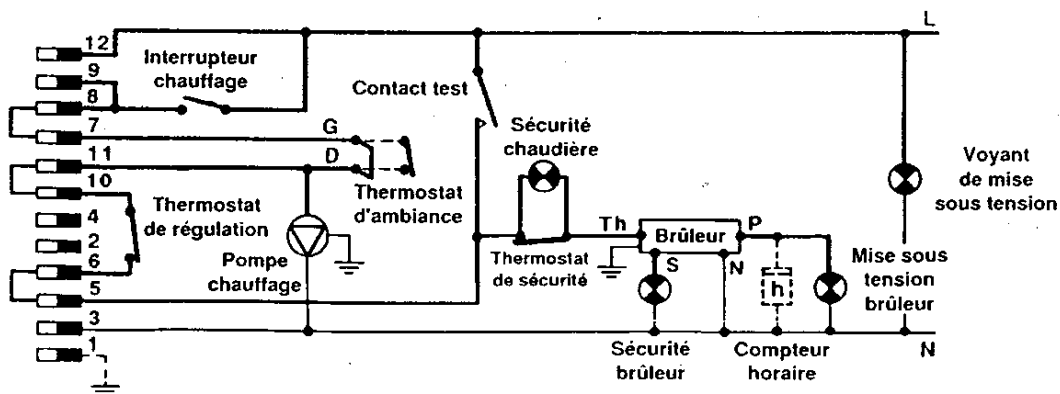 L
12
Interrupteur
chauffage
9
8
Contact test
7
G
Sécurité
chaudière
11
D
Voyant
de mise
sous tension
10
Thermostat
de régulation
Thermostat
d'ambiance
4
Th
Brûleur
P
2
Pompe
chauffage
Thermostat
de sécurité
S
N
Mise sous
tension
brûleur
6
h
5
3
N
1
Sécurité
brûleur
Compteur
horaire